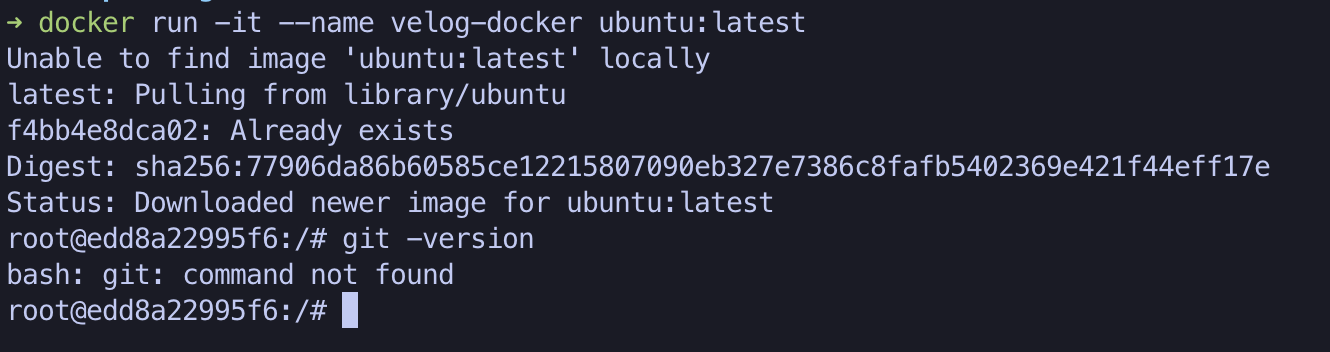 → docker run -it --name velog-docker ubuntu:latest
Unable to find image 'ubuntu:latest' locally
latest: Pulling from library/ubuntu
f4bb4e8dca02: Already exists
Digest: sha256:77906da86b60585ce12215807090eb327e7386c8fafb5402369e421f44eff17e
Status: Downloaded newer image for ubuntu:latest
root@edd8a22995f6:/# git -version
bash: git: command not found
root@edd8a22995f6:/#